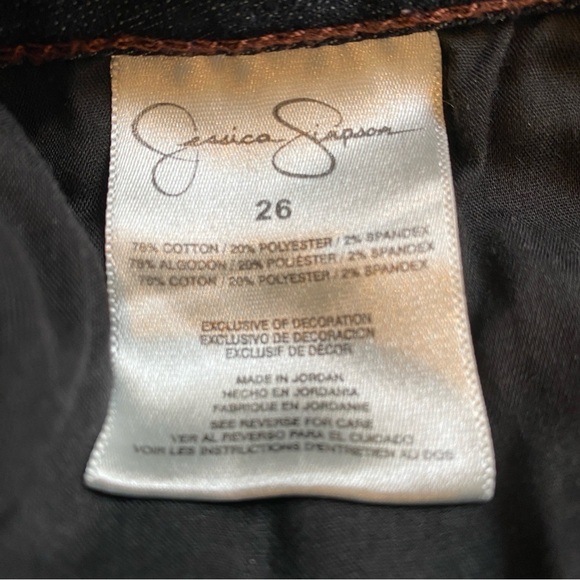 Jessica Simpson
26
78% COTTON / 20% POLYESTER / 2% SPANDEX
78% ALGODON / 20% POLIÉSTER / 2% SPANDEX
78% COTON / 20% POLYESTER / 2% SPANDEX
EXCLUSIVE OF DECORATION
EXCLUSIVO DE DECORACION
EXCLUSIF DE DÉCOR
MADE IN JORDAN
HECHO EN JORDANIA
FABRIQUE EN JORDANIE
SEE REVERSE FOR CARE
VER AL REVERSO PARA EL CUIDADO
VOIR LES INSTRUCTIONS D'ENTRETIEN AU DOS